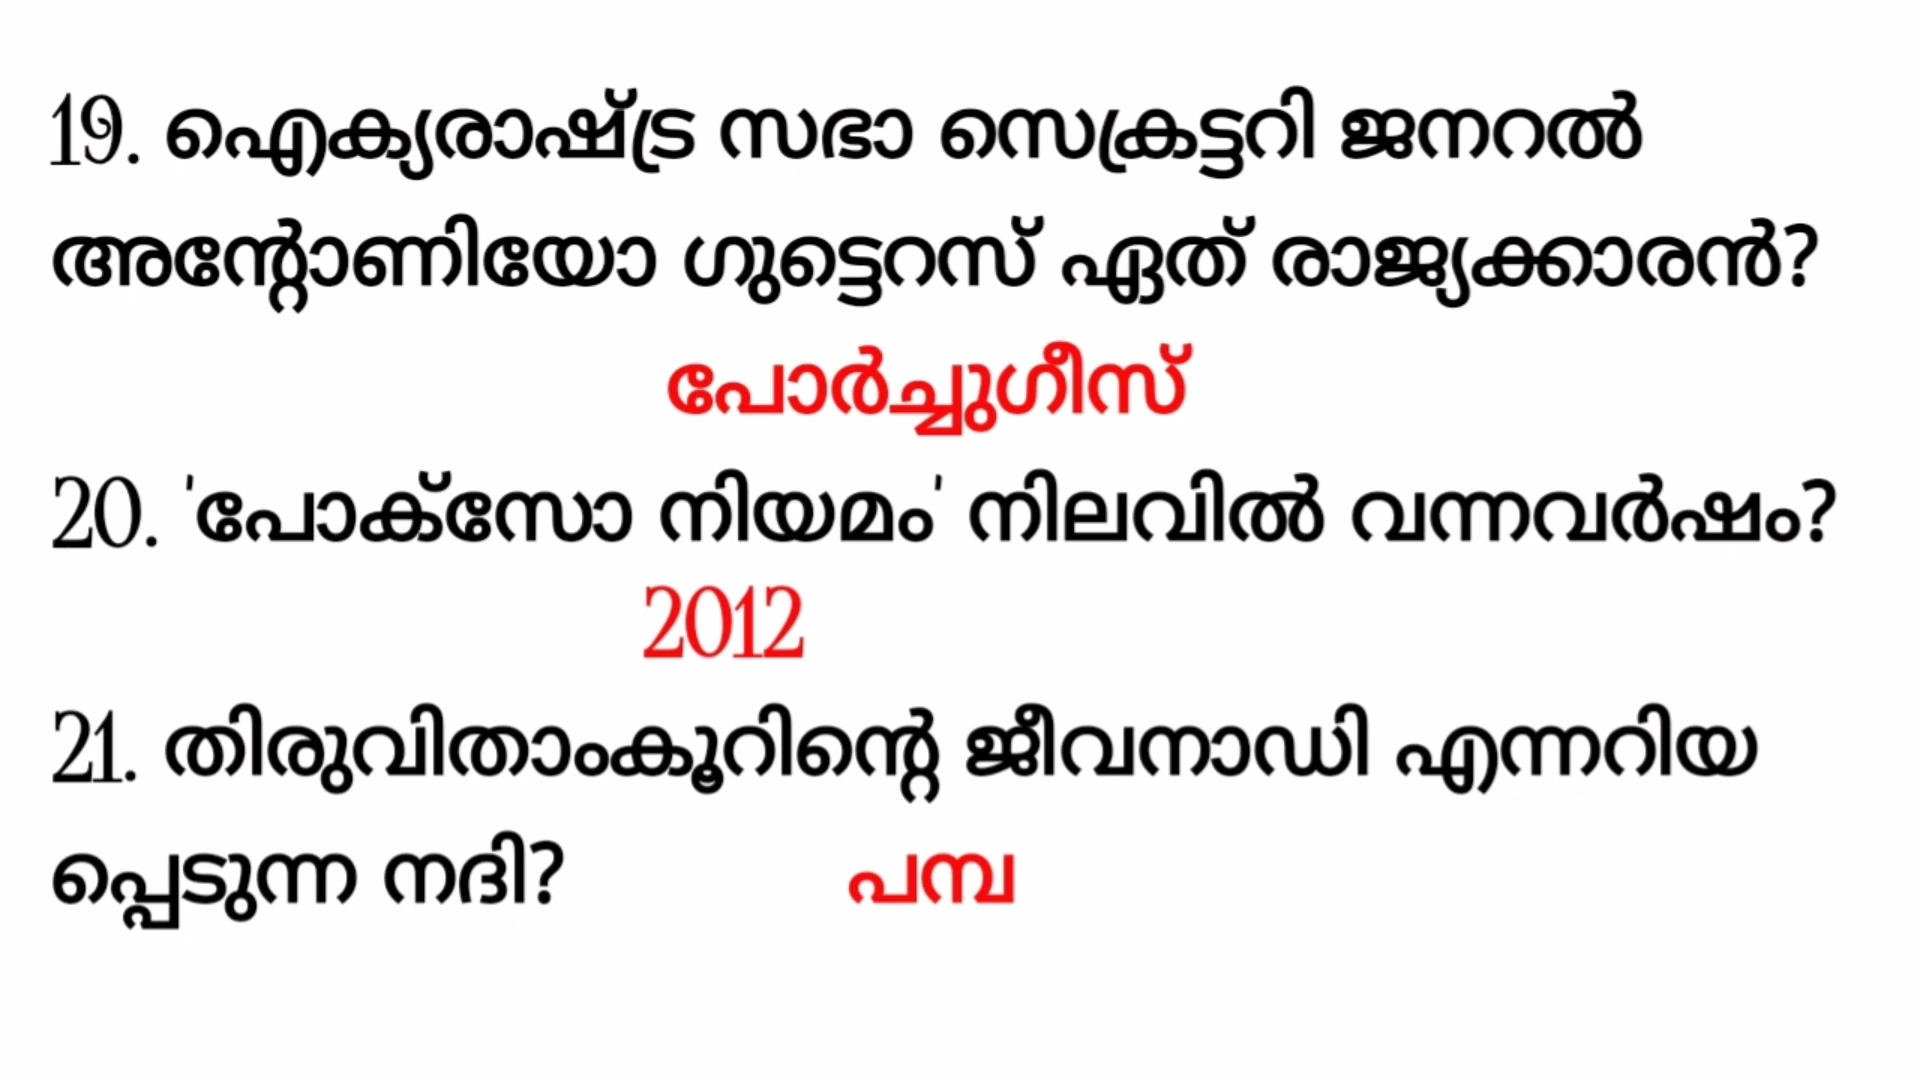 19. ഐക്യരാഷ്ട്ര സഭാ സെക്രട്ടറി ജനറൽ
അന്റോണിയോ ഗുട്ടെറസ് ഏത് രാജ്യക്കാരൻ?
പോർച്ചുഗീസ്
20. 'പോക്സോ നിയമം' നിലവിൽ വന്നവർഷം?
2012
21. തിരുവിതാംകൂറിന്റെ ജീവനാഡി എന്നറിയ
പ്പെടുന്ന നദി? പമ്പ